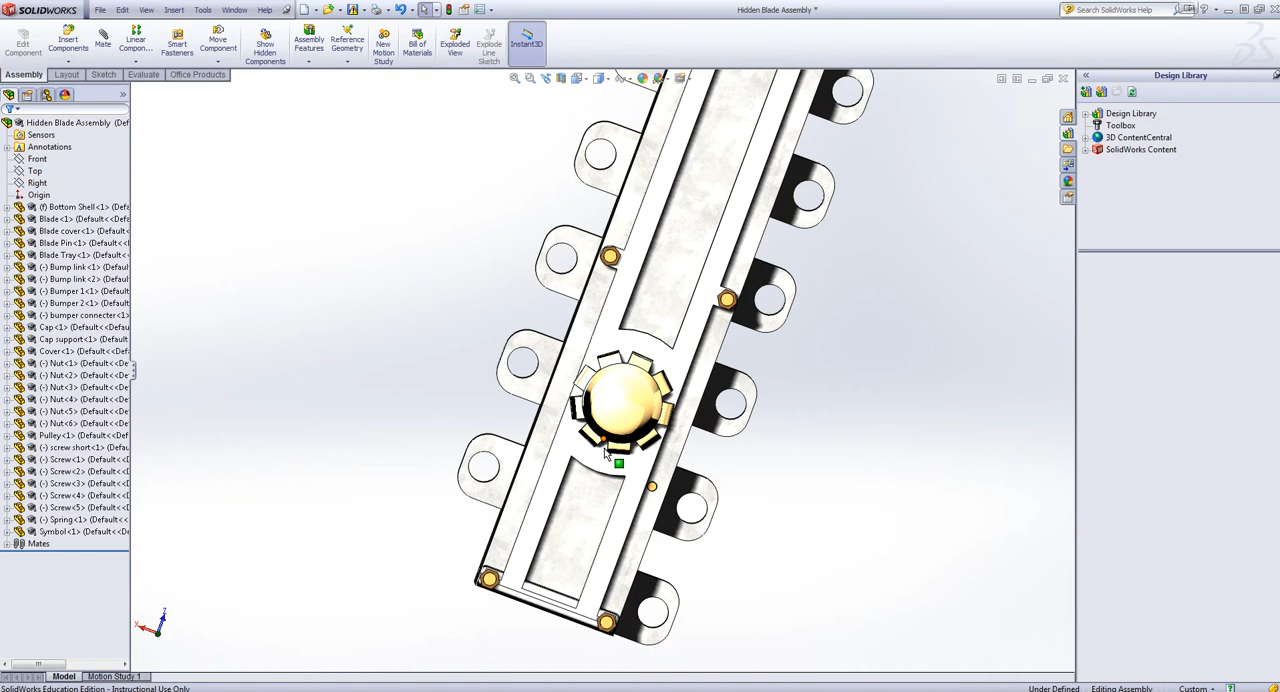 SOLIDWORKS File Edit View Insert Tools Window Help Hidden Blade Assembly * Search SolidWorks Help
Edit Component Insert Components Mate Linear Compon... Smart Fasteners Move Component Show Hidden Components Assembly Features Reference Geometry New Motion Study Bill of Materials Exploded View Explode Line Sketch Instant3D
Assembly Layout Sketch Evaluate Office Products
Design Library
Hidden Blade Assembly (Def
Sensors
Annotations
Front
Top
Right
Origin
(f) Bottom Shell<1> (Defa
Blade<1> (Default<<Defa
Blade cover<1> (Default<
Blade Pin<1> (Default<<D
Blade Tray<1> (Default<<
(-) Bump link<1> (Default
(-) Bump link<2> (Default
(-) Bumper 1<1> (Default
(-) Bumper 2<1> (Default
(-) bumper connecter<1>
Cap<1> (Default<<Defaul
Cap support<1> (Default<
Cover<1> (Default<<Defa
(-) Nut<1> (Default<<Def
(-) Nut<2> (Default<<Def
(-) Nut<3> (Default<<Def
(-) Nut<4> (Default<<Def
(-) Nut<5> (Default<<Def
(-) Nut<6> (Default<<Def
Pulley<1> (Default<<Defa
(-) screw short<1> (Defau
(-) Screw<1> (Default<<D
(-) Screw<2> (Default<<D
(-) Screw<3> (Default<<D
(-) Screw<4> (Default<<D
(-) Screw<5> (Default<<D
(-) Spring<1> (Default<<D
Symbol<1> (Default<<Def
Mates
Design Library
Toolbox
3D ContentCentral
SolidWorks Content
Model Motion Study 1
SolidWorks Education Edition - Instructional Use Only Under Defined Editing Assembly Custom